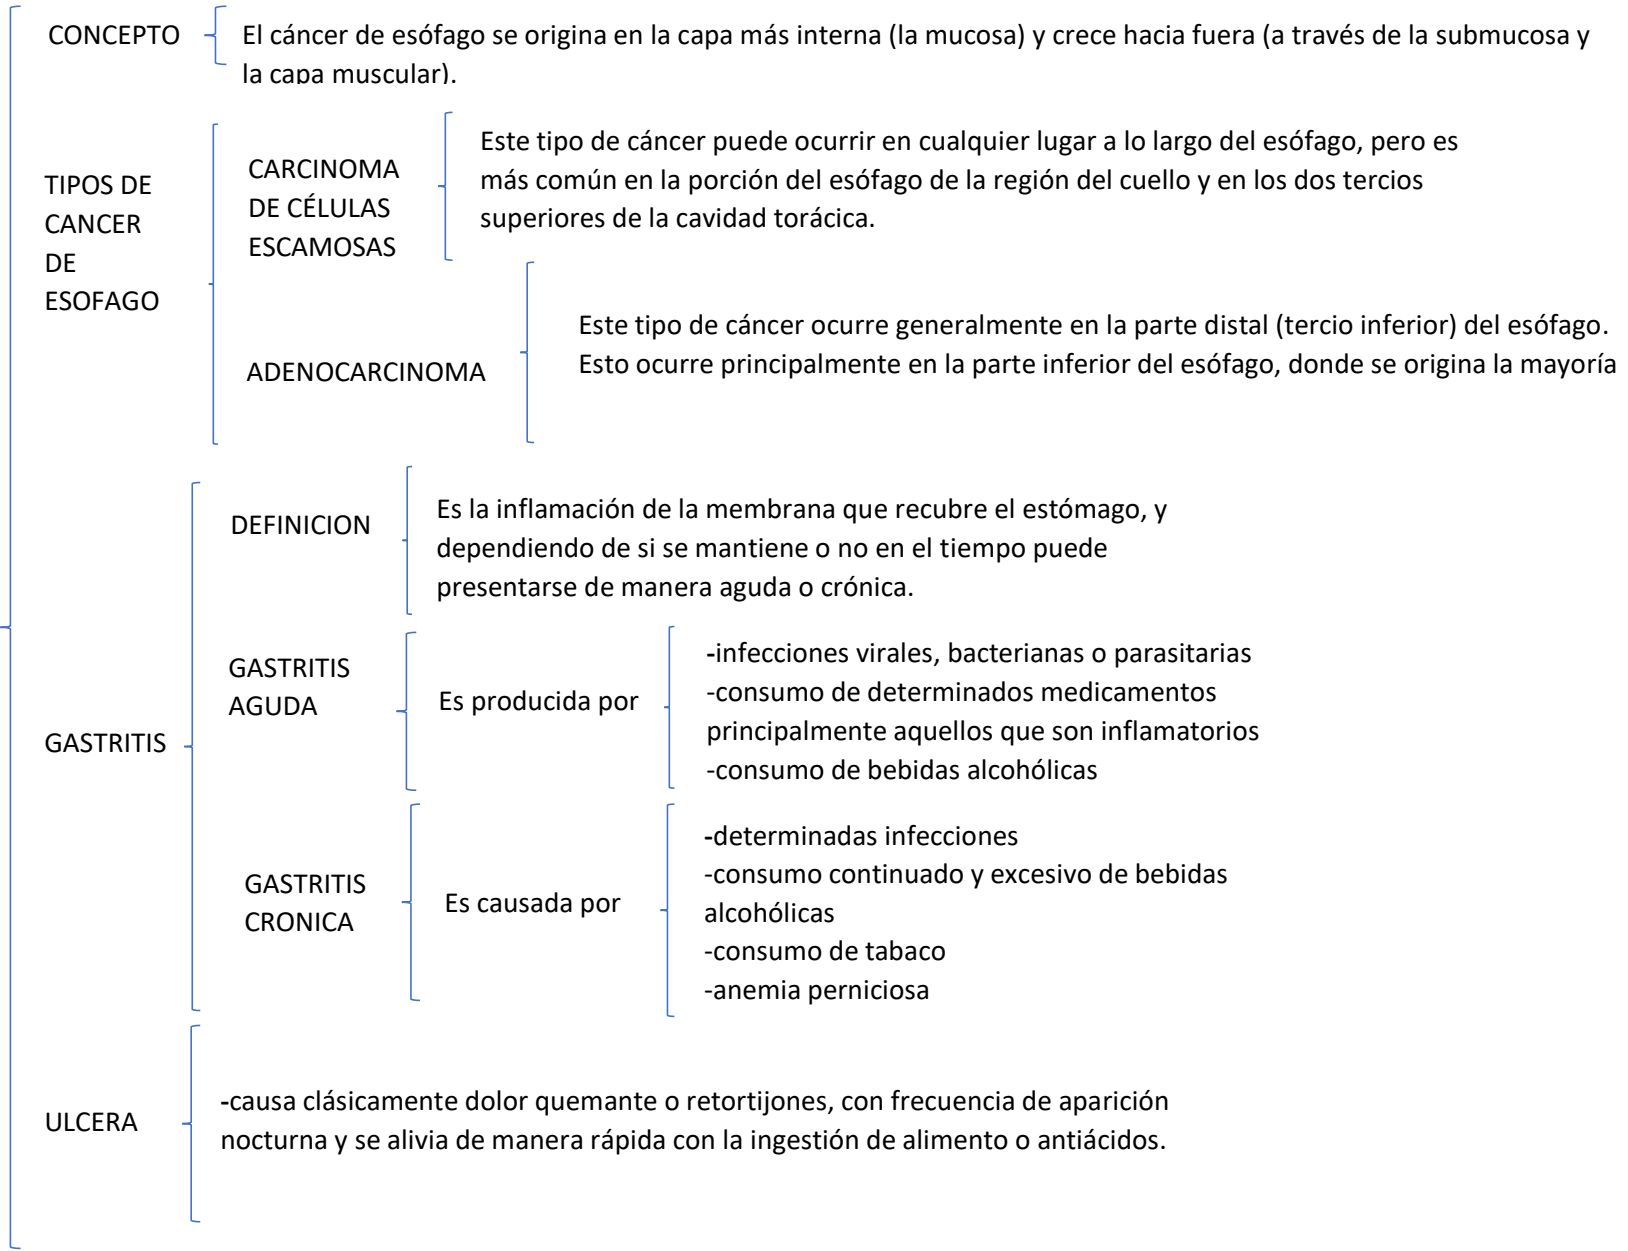 CONCEPTO
El cáncer de esófago se origina en la capa más interna (la mucosa) y crece hacia fuera (a través de la submucosa y
la capa muscular).
TIPOS DE
CANCER
DE
ESOFAGO
CARCINOMA
DE CÉLULAS
ESCAMOSAS
Este tipo de cáncer puede ocurrir en cualquier lugar a lo largo del esófago, pero es
más común en la porción del esófago de la región del cuello y en los dos tercios
superiores de la cavidad torácica.
ADENOCARCINOMA
Este tipo de cáncer ocurre generalmente en la parte distal (tercio inferior) del esófago.
Esto ocurre principalmente en la parte inferior del esófago, donde se origina la mayoría
GASTRITIS
DEFINICION
Es la inflamación de la membrana que recubre el estómago, y
dependiendo de si se mantiene o no en el tiempo puede
presentarse de manera aguda o crónica.
GASTRITIS
AGUDA
Es producida por
-infecciones virales, bacterianas o parasitarias
-consumo de determinados medicamentos
principalmente aquellos que son inflamatorios
-consumo de bebidas alcohólicas
GASTRITIS
CRONICA
Es causada por
-determinadas infecciones
-consumo continuado y excesivo de bebidas
alcohólicas
-consumo de tabaco
-anemia perniciosa
ULCERA
-causa clásicamente dolor quemante o retortijones, con frecuencia de aparición
nocturna y se alivia de manera rápida con la ingestión de alimento o antiácidos.